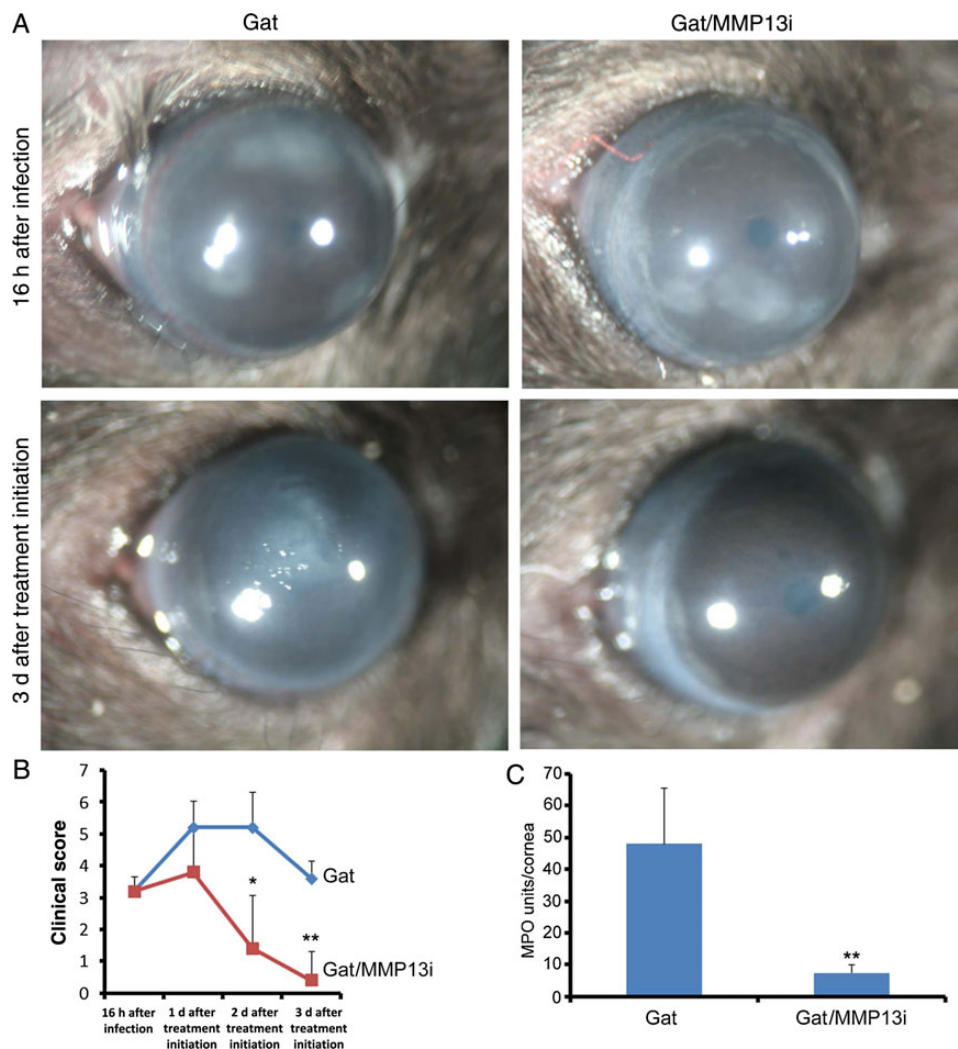 A
Gat
Gat/MMP13i
16 h after infection
3 d after treatment initiation
B
Clinical score
7
6
5
4
3
2
1
0
*
**
Gat
Gat/MMP13i
16 h after
infection
1 d after
treatment
initiation
2 d after
treatment
initiation
3 d after
treatment
initiation
C
MPO units/cornea
70
60
50
40
30
20
10
0
**
Gat
Gat/MMP13i